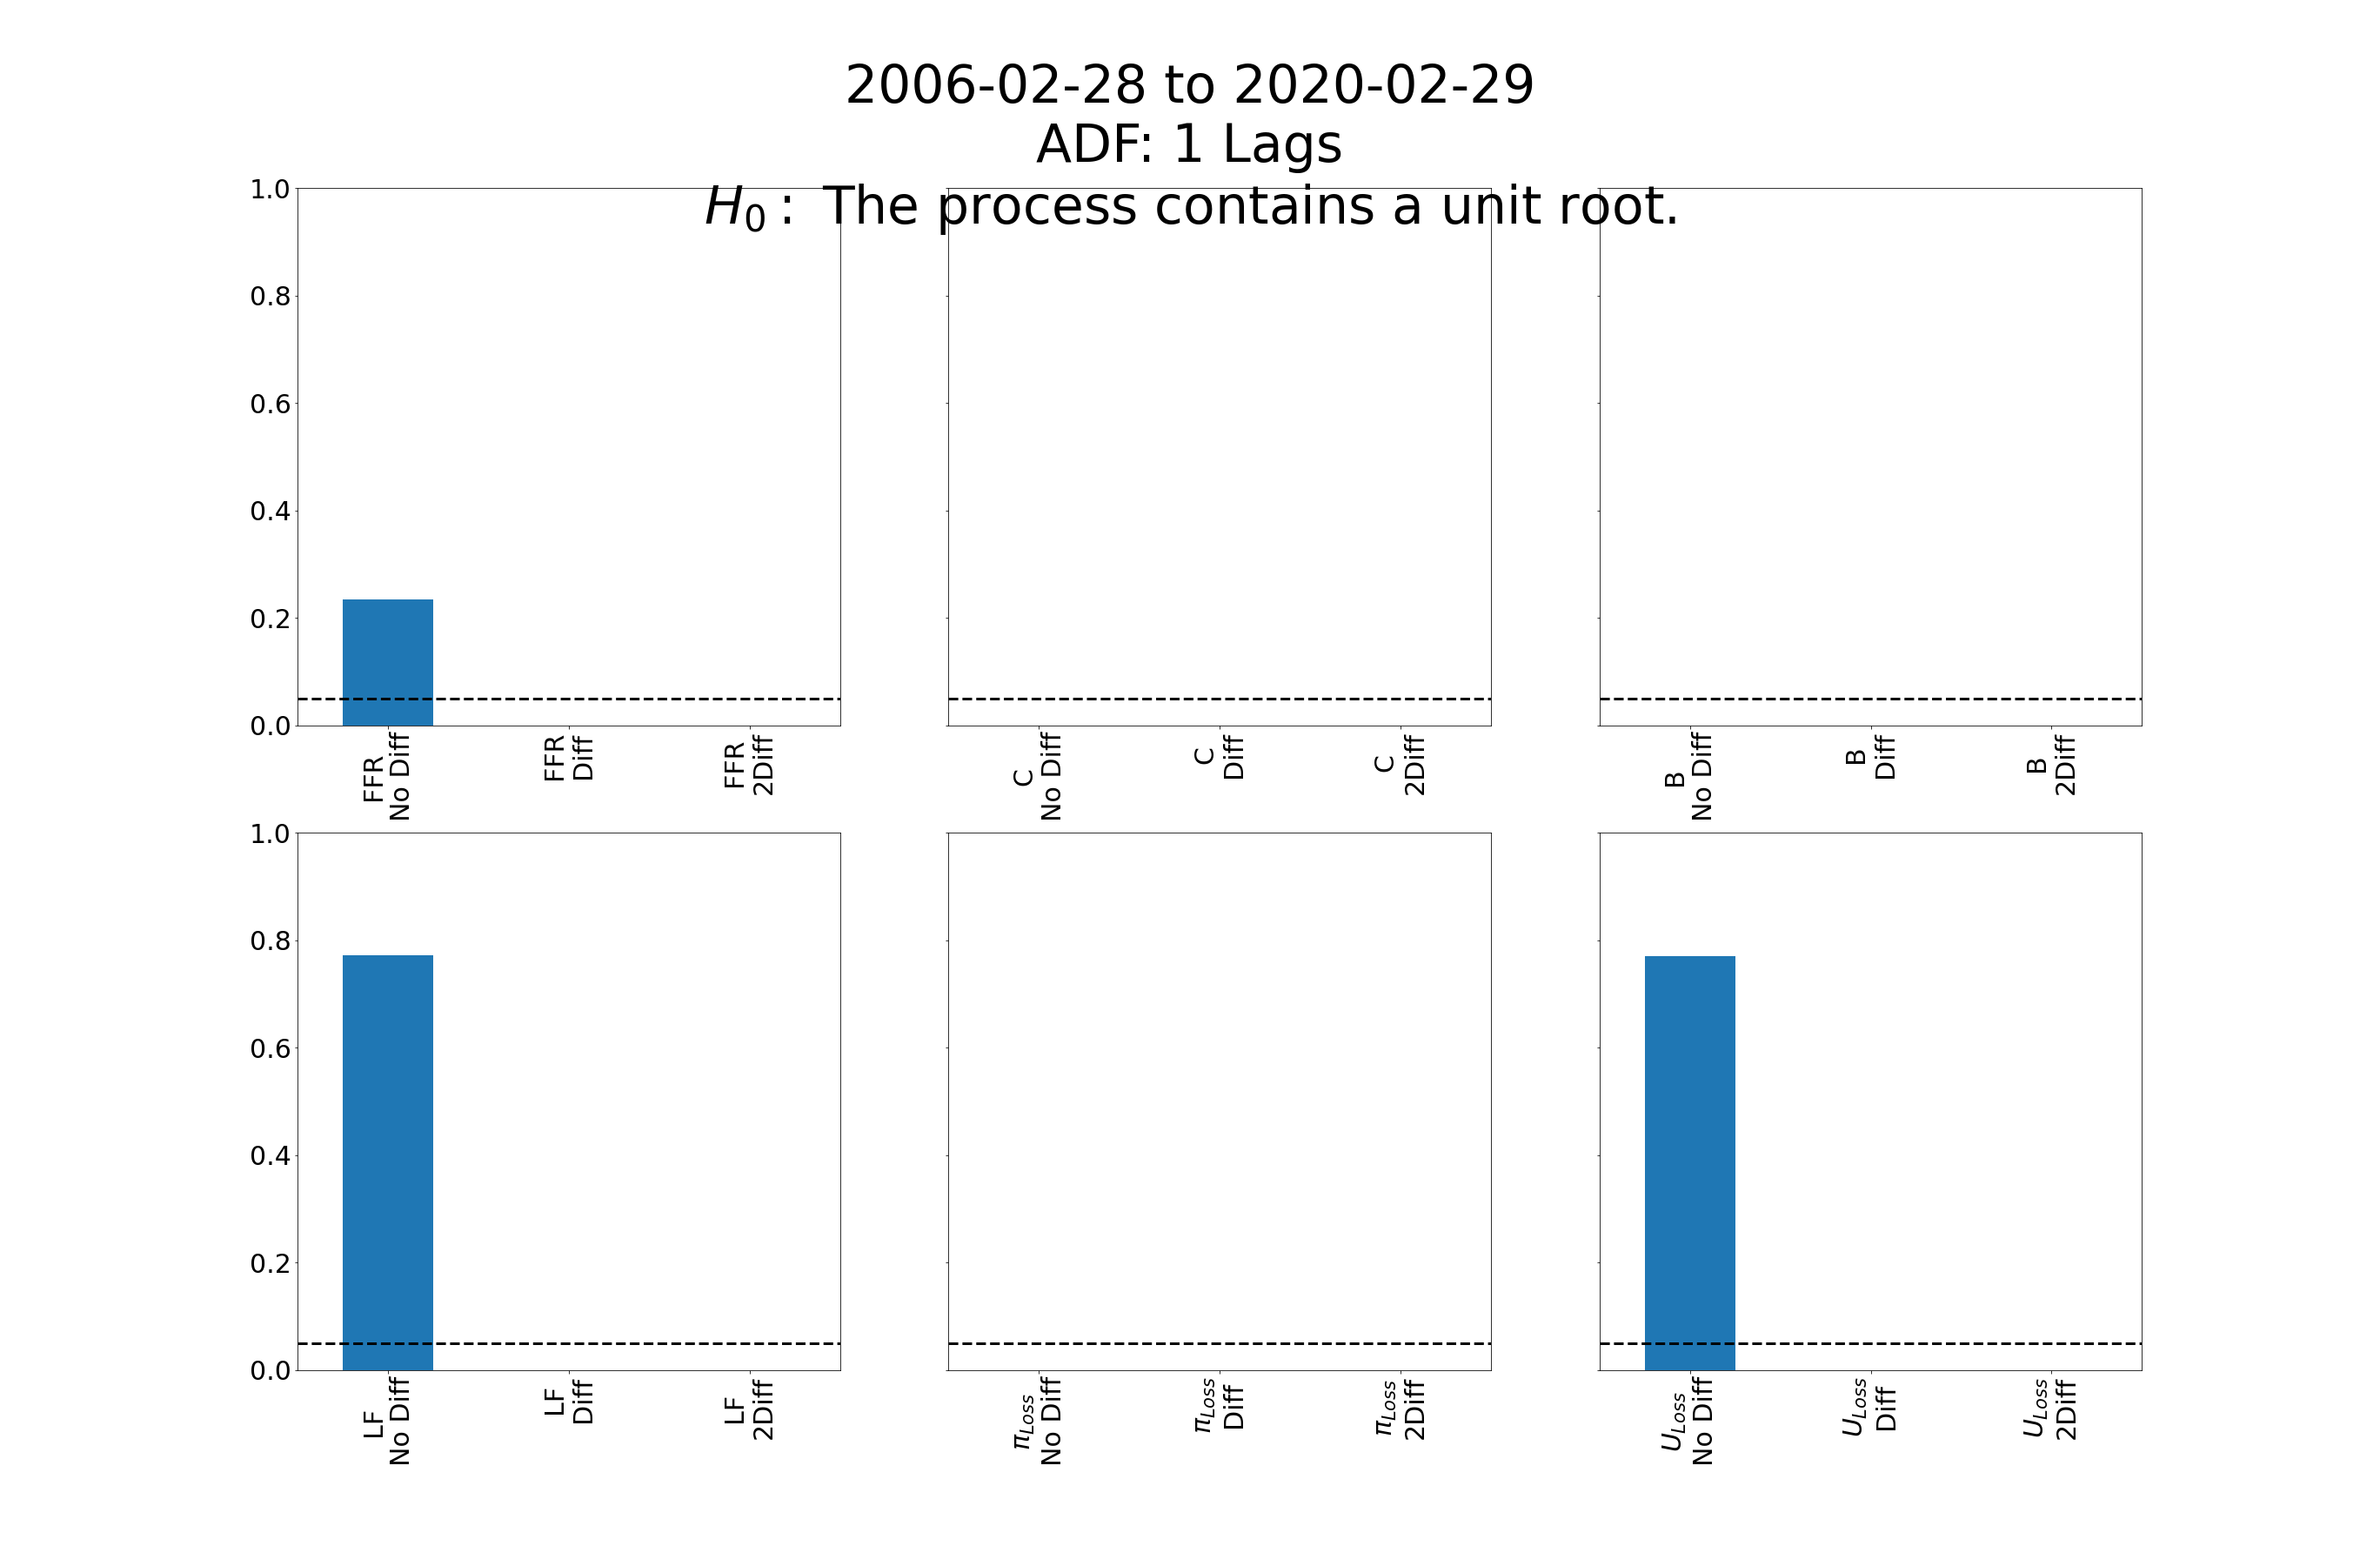 2006-02-28 to 2020-02-29
ADF: 1 Lags
H₀ : The process contains a unit root.
1.0
0.8
0.6
0.4
0.2
0.0
FFR
No Diff
FFR
Diff
FFR
2Diff
C
No Diff
C
Diff
C
2Diff
B
No Diff
B
Diff
B
2Diff
1.0
0.8
0.6
0.4
0.2
0.0
LF
No Diff
LF
Diff
LF
2Diff
π_Loss
No Diff
π_Loss
Diff
π_Loss
2Diff
U_Loss
No Diff
U_Loss
Diff
U_Loss
2Diff